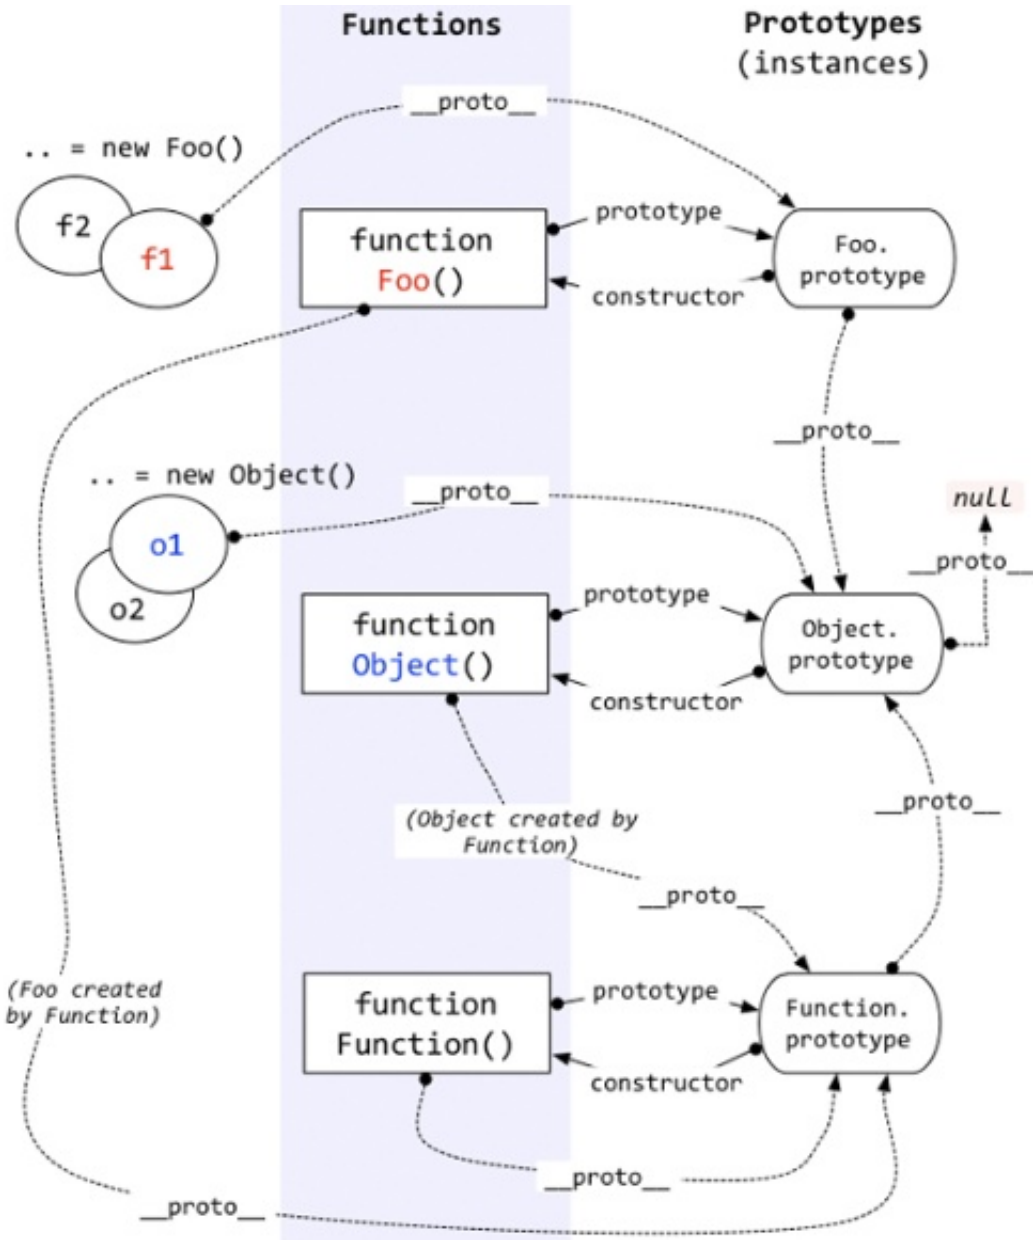 Functions
Prototypes
(instances)
__proto__
.. = new Foo()
f2
f1
function
Foo()
prototype
constructor
Foo.
prototype
__proto__
.. = new Object()
__proto__
null
__proto__
o1
o2
function
Object()
prototype
constructor
Object.
prototype
(Object created by
Function)
__proto__
__proto__
(Foo created
by Function)
function
Function()
prototype
constructor
Function.
prototype
__proto__
__proto__